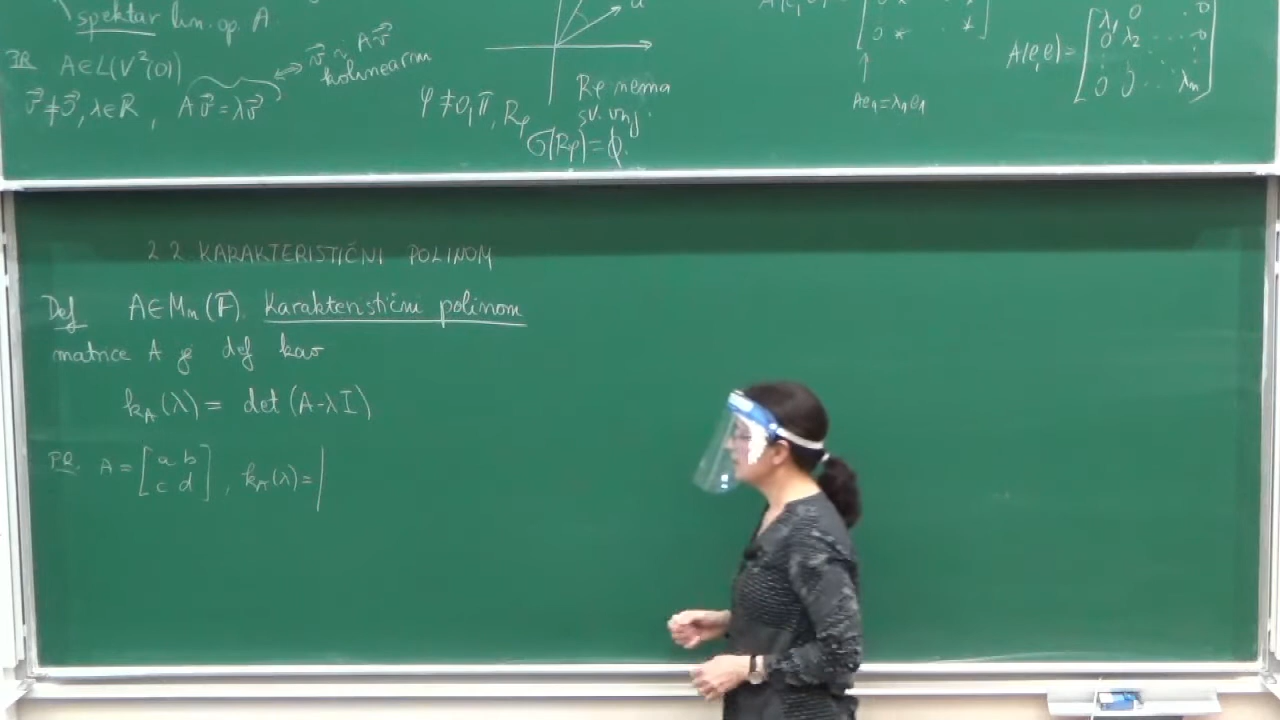 spektar lin. op. A
PR A∈L(V²(O))
v⃗≠0⃗, λ∈R, Av⃗=λv⃗
v⃗ i Av⃗
kolinearni
φ≠0,π, Rφ
Rφ nema
sv. vrij.
σ(Rφ)=∅.
Ae₁=λ₁e₁
A(e,e)= [ λ₁ 0 . . 0
0 λ₂ . . . 0
0 0 . . . λₙ ]
2.2 KARAKTERISTIČNI POLINOM
Def A∈Mₙ(F). Karakteristični polinom
matrice A je def kao
k_A(λ) = det (A-λI)
PR. A = [ a b
c d ], k_A(λ)= |